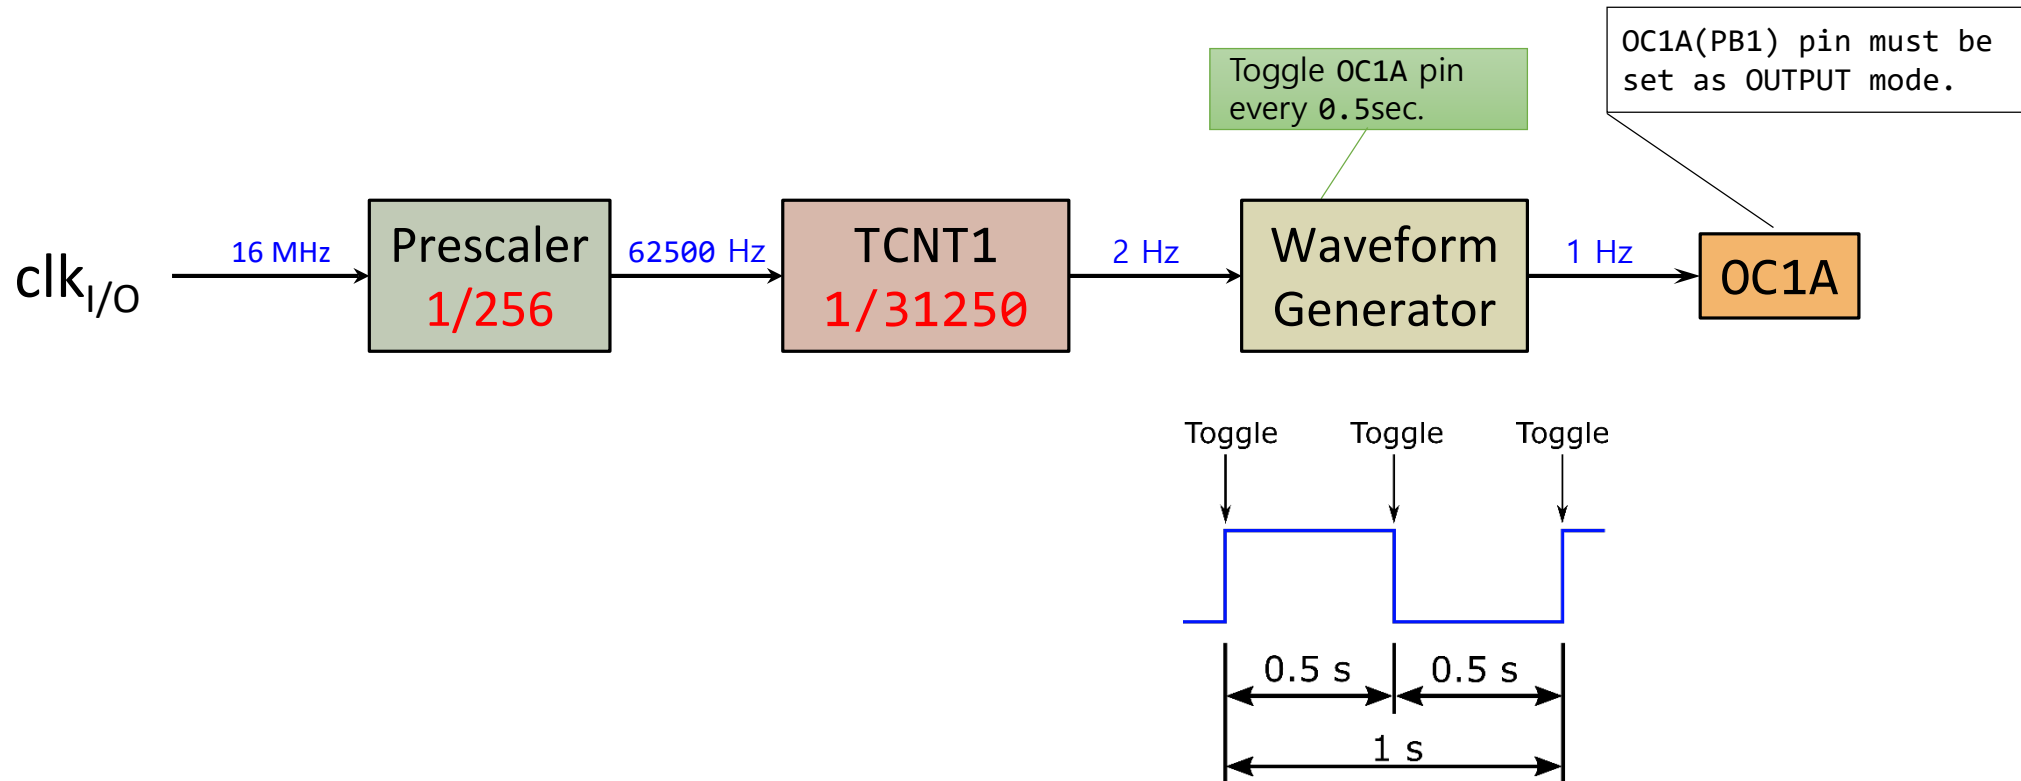 OC1A(PB1) pin must be
set as OUTPUT mode.
Toggle OC1A pin
every 0.5sec.
clkI/O
16 MHz
Prescaler
1/256
62500 Hz
TCNT1
1/31250
2 Hz
Waveform
Generator
1 Hz
OC1A
Toggle
Toggle
Toggle
0.5 s
0.5 s
1 s